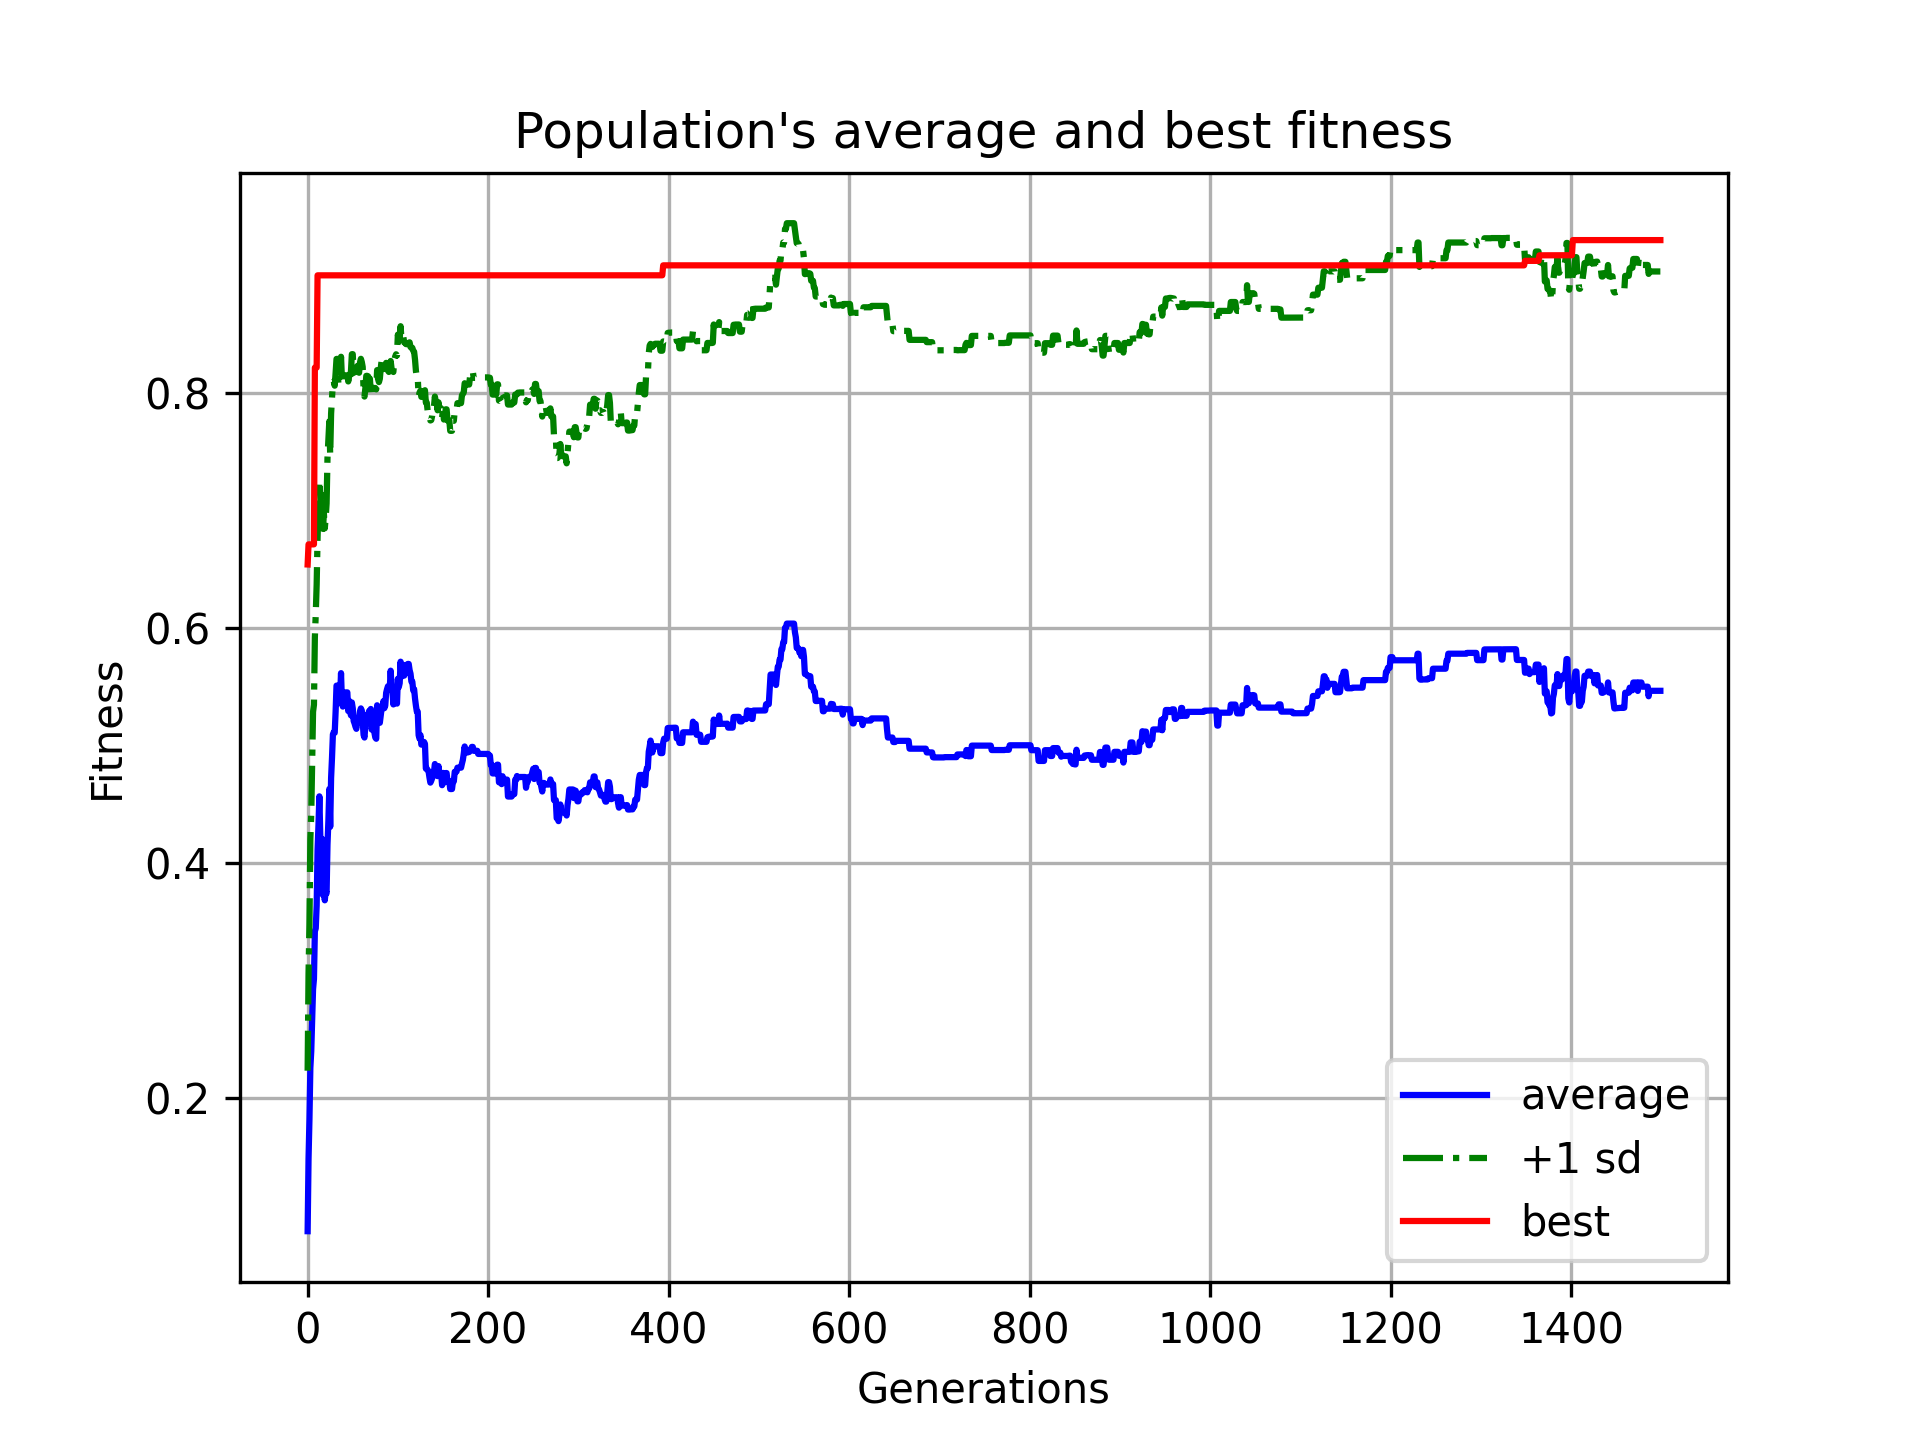 Population's average and best fitness
Fitness
0.8
0.6
0.4
0.2
0 200 400 600 800 1000 1200 1400
Generations
average
+1 sd
best